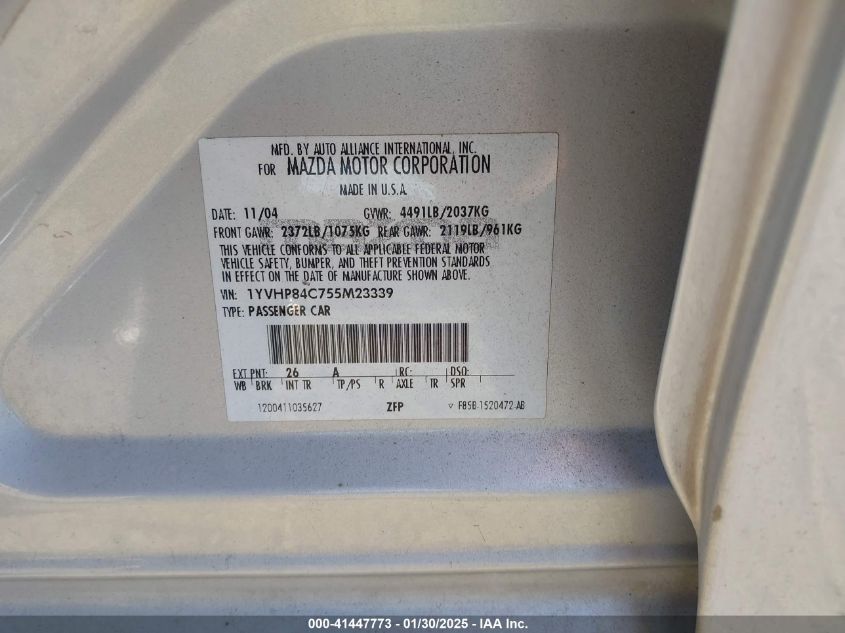 MFD. BY AUTO ALLIANCE INTERNATIONAL, INC.
FOR MAZDA MOTOR CORPORATION
MADE IN U.S.A.
DATE: 11/04 GVWR: 4491LB/2037KG
FRONT GAWR: 2372LB/1075KG REAR GAWR: 2119LB/961KG
THIS VEHICLE CONFORMS TO ALL APPLICABLE FEDERAL MOTOR
VEHICLE SAFETY, BUMPER, AND THEFT PREVENTION STANDARDS
IN EFFECT ON THE DATE OF MANUFACTURE SHOWN ABOVE.
VIN: 1YVHP84C755M23339
TYPE: PASSENGER CAR
EXT PNT: 26 A RC: DSO:
WB BRK INT TR TP/PS R AXLE TR SPR
1200411035627 ZFP V F85B-1520472-AB
000-41447773 — 01/30/2025 — IAA Inc.